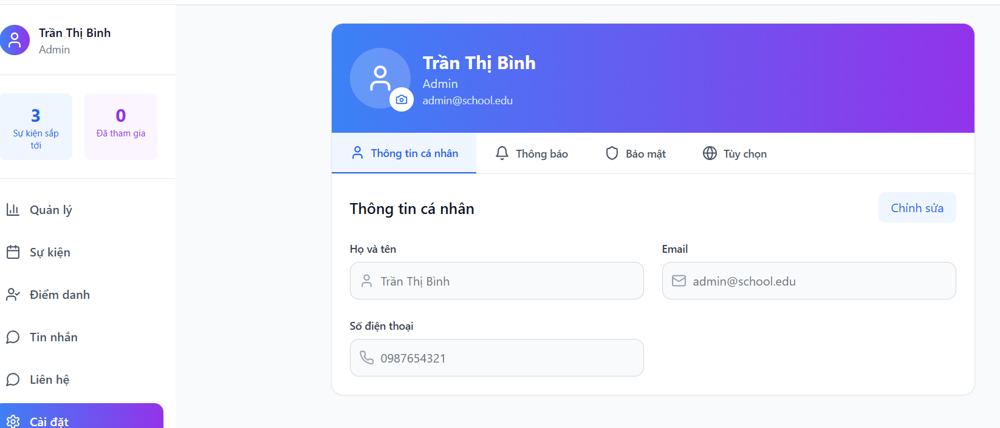 Trần Thị Bình
Admin
3
Sự kiện sắp
tới
0
Đã tham gia
Quản lý
Sự kiện
Điểm danh
Tin nhắn
Liên hệ
Cài đặt
Trần Thị Bình
Admin
admin@school.edu
Thông tin cá nhân
Thông báo
Bảo mật
Tùy chọn
Thông tin cá nhân
Chỉnh sửa
Họ và tên
Trần Thị Bình
Email
admin@school.edu
Số điện thoại
0987654321